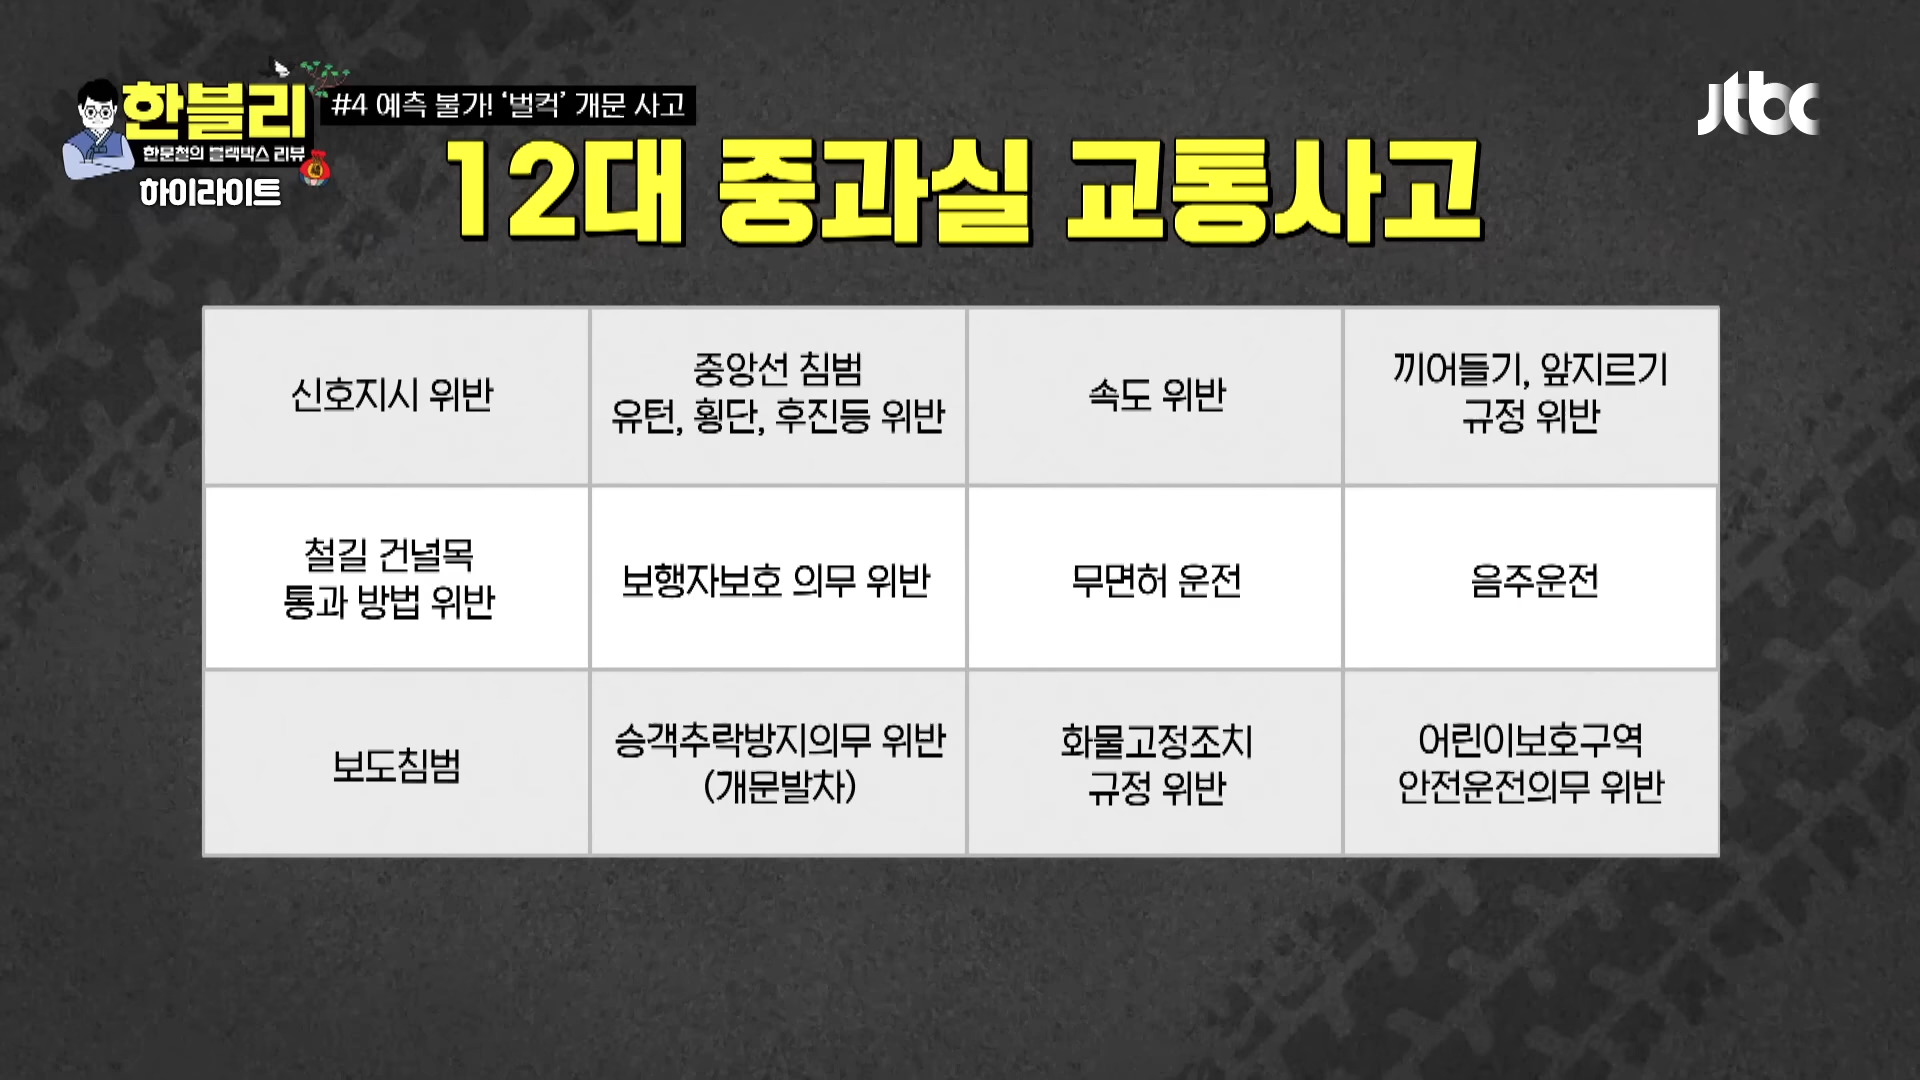 한블리
한문철의 블랙박스 리뷰
하이라이트
#4 예측 불가! ‘벌컥’ 개문 사고
jtbc
12대 중과실 교통사고
신호지시 위반
중앙선 침범
유턴, 횡단, 후진등 위반
속도 위반
끼어들기, 앞지르기
규정 위반
철길 건널목
통과 방법 위반
보행자보호 의무 위반
무면허 운전
음주운전
보도침범
승객추락방지의무 위반
(개문발차)
화물고정조치
규정 위반
어린이보호구역
안전운전의무 위반